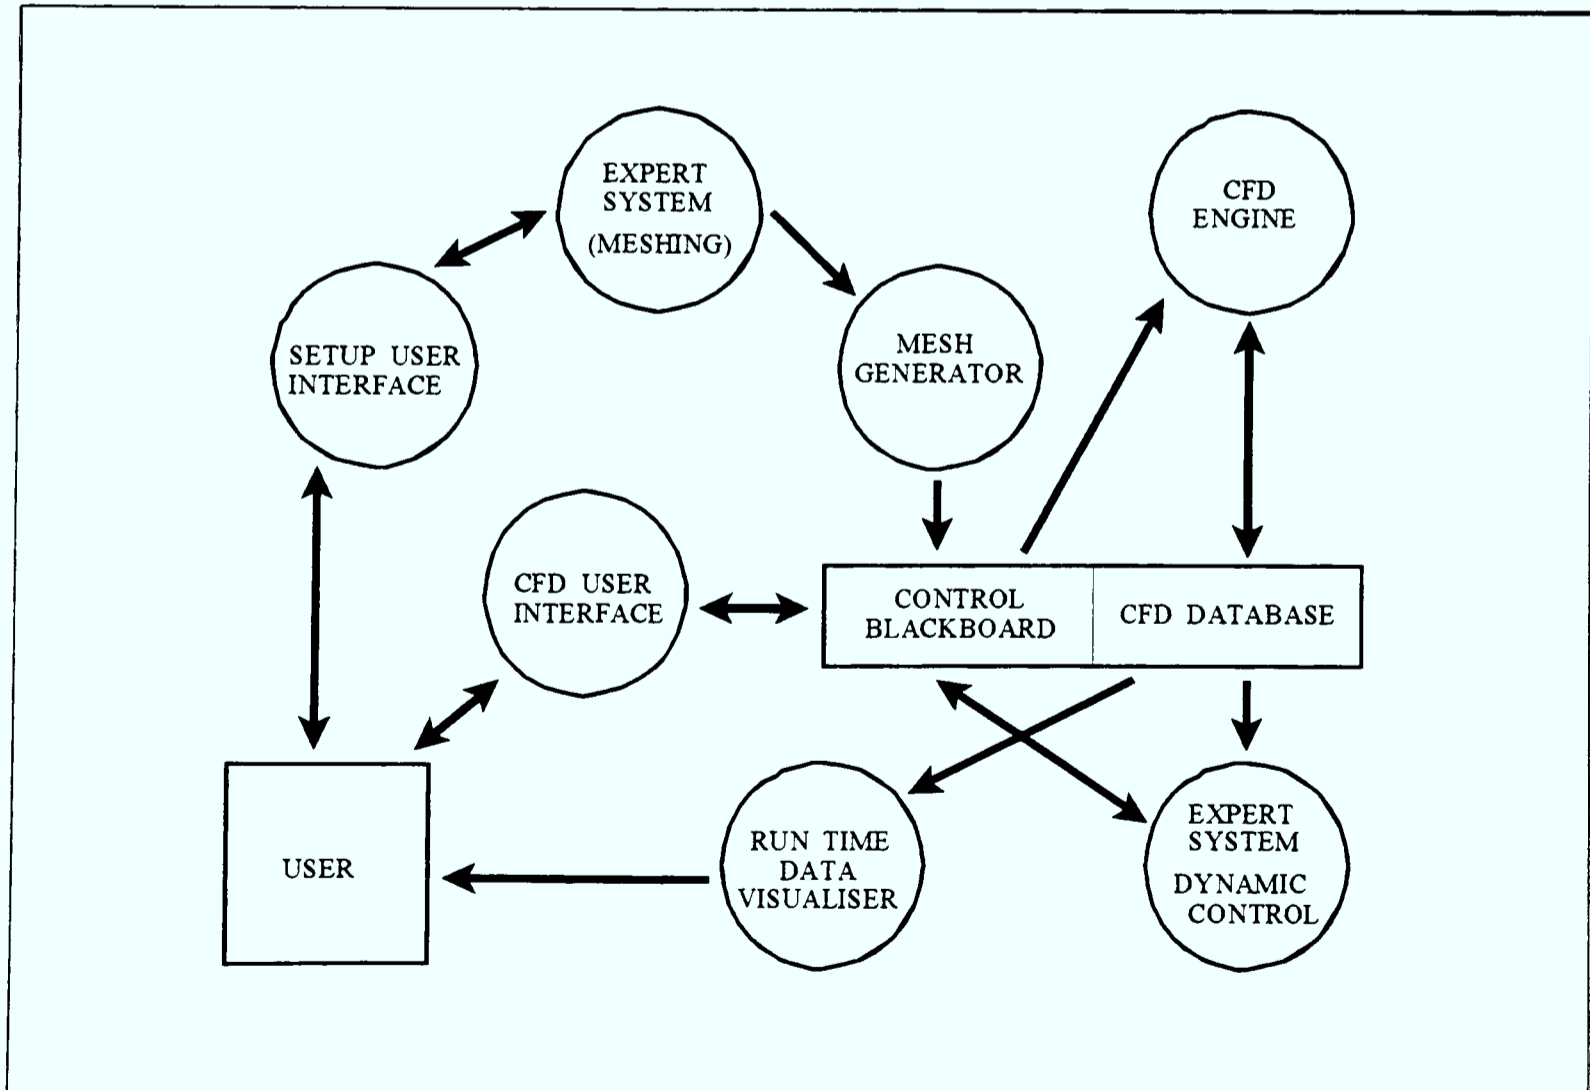 EXPERT
SYSTEM
(MESHING)
CFD
ENGINE
SETUP USER
INTERFACE
MESH
GENERATOR
CFD USER
INTERFACE
CONTROL
BLACKBOARD
CFD DATABASE
USER
RUN TIME
DATA
VISUALISER
EXPERT
SYSTEM
DYNAMIC
CONTROL